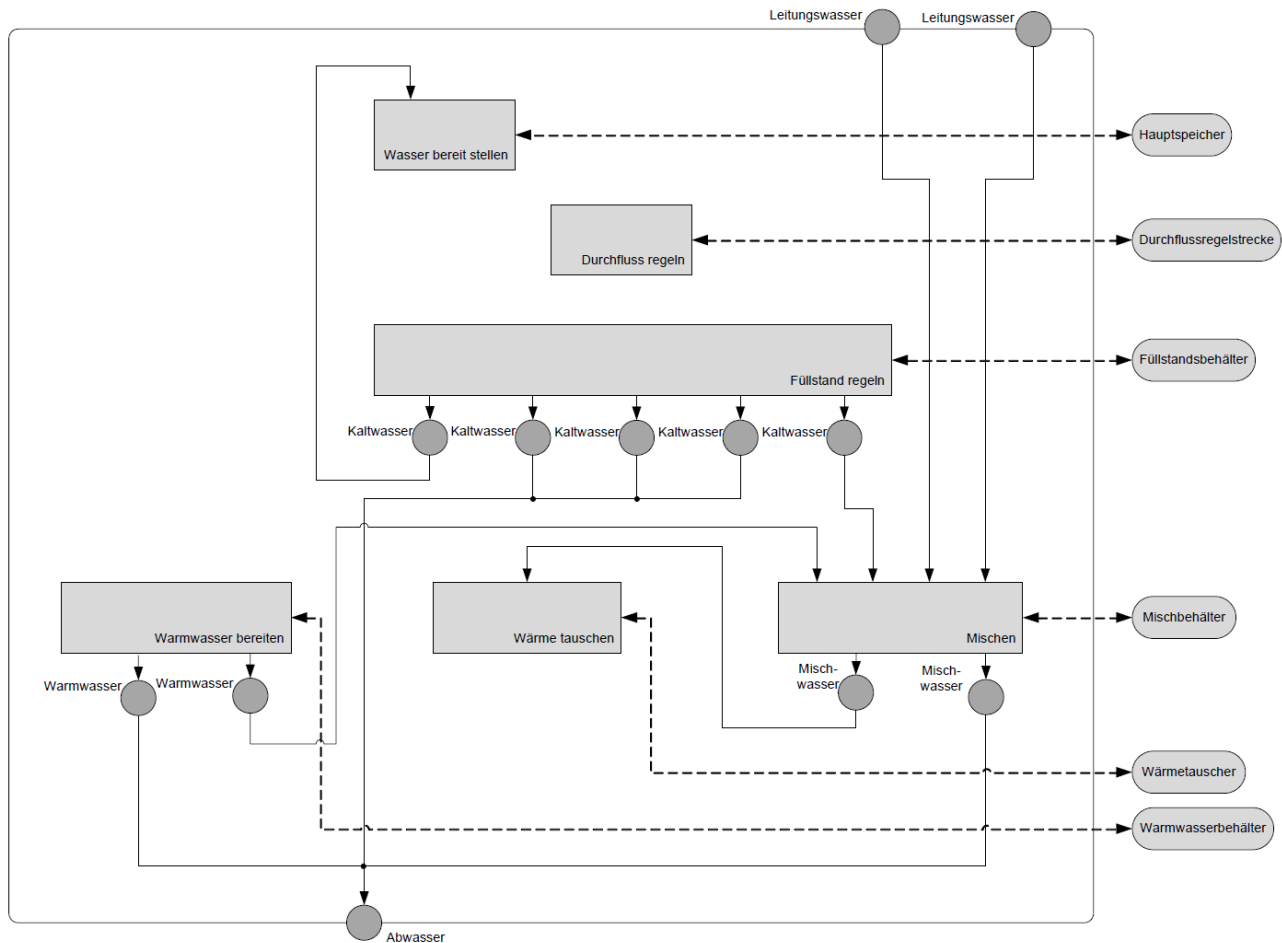 Leitungswasser
Leitungswasser
Wasser bereit stellen
Hauptspeicher
Durchfluss regeln
Durchflussregelstrecke
Füllstand regeln
Füllstandsbehälter
Kaltwasser
Kaltwasser
Kaltwasser
Kaltwasser
Kaltwasser
Warmwasser bereiten
Wärme tauschen
Mischen
Mischbehälter
Warmwasser
Warmwasser
Misch-
wasser
Misch-
wasser
Wärmetauscher
Warmwasserbehälter
Abwasser